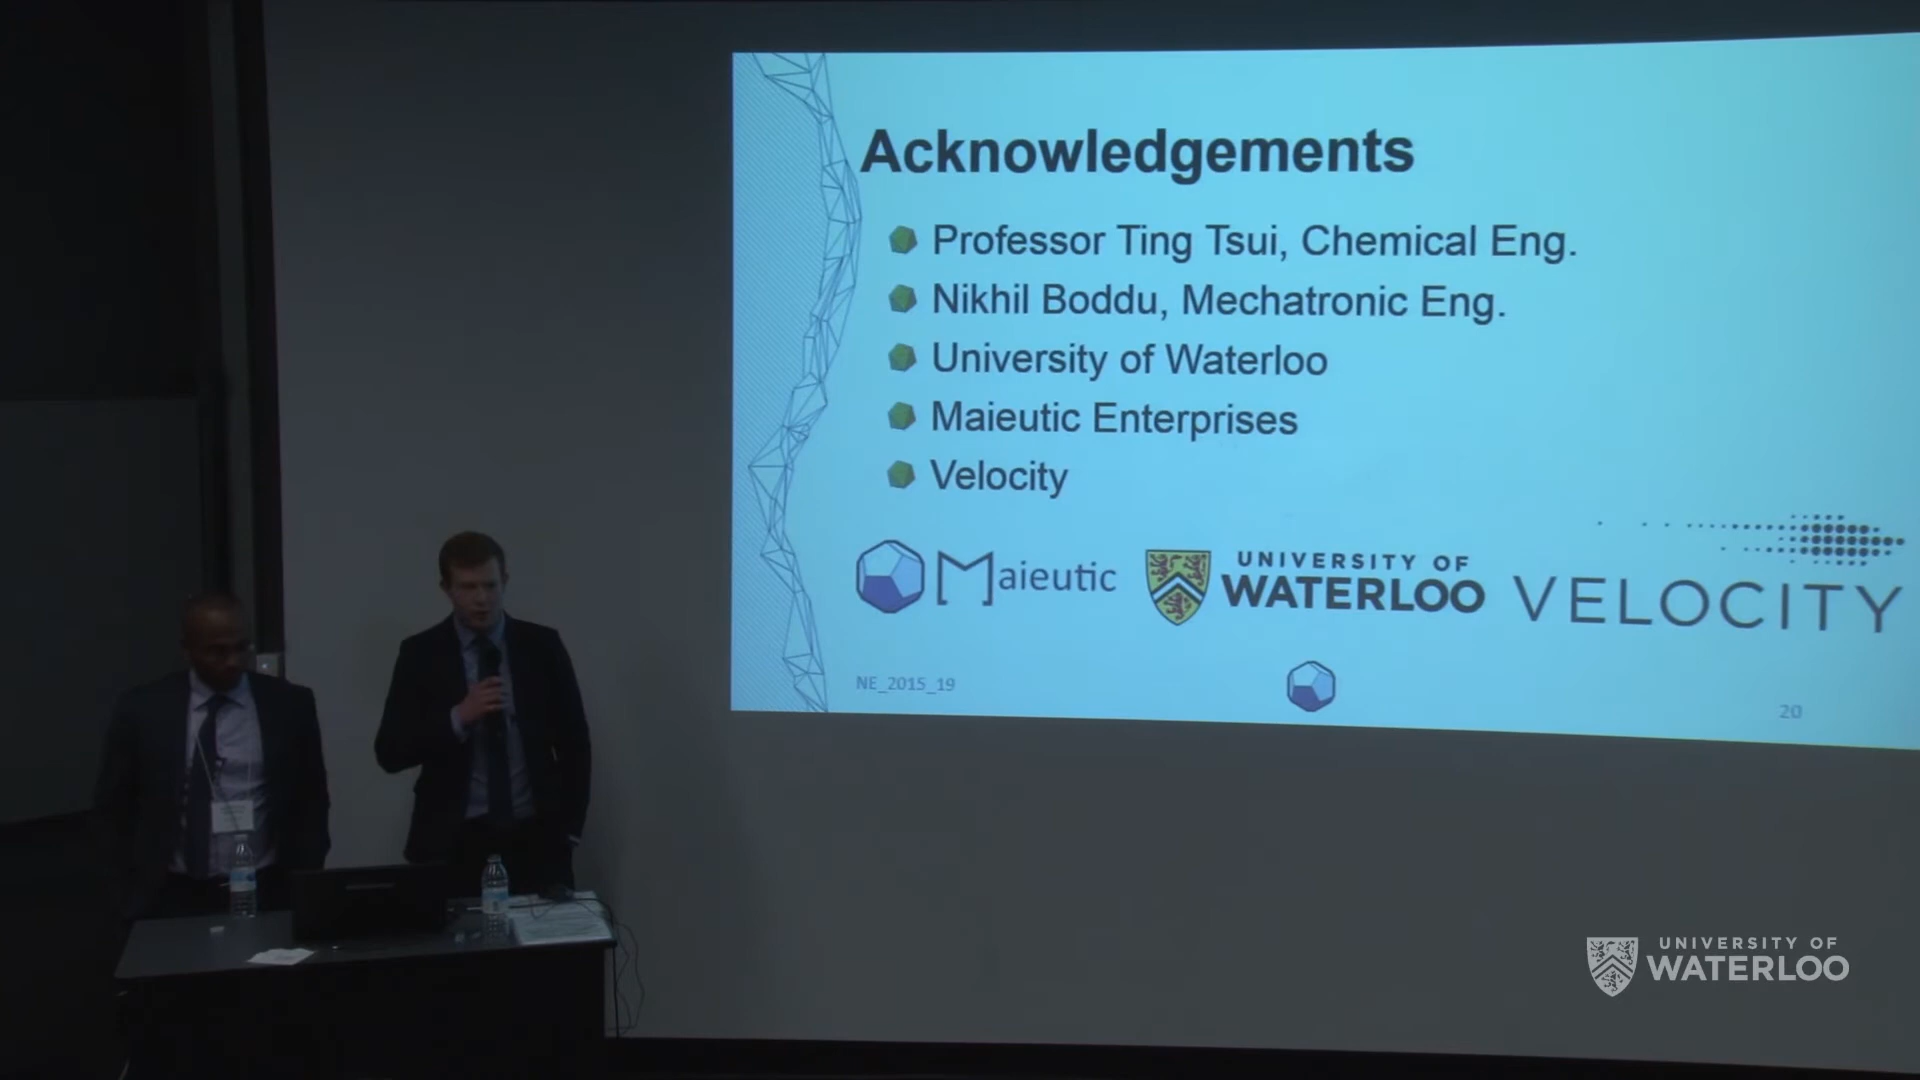 Acknowledgements
Professor Ting Tsui, Chemical Eng.
Nikhil Boddu, Mechatronic Eng.
University of Waterloo
Maieutic Enterprises
Velocity
Maieutic
UNIVERSITY OF
WATERLOO
VELOCITY
NE_2015_19
20
UNIVERSITY OF
WATERLOO